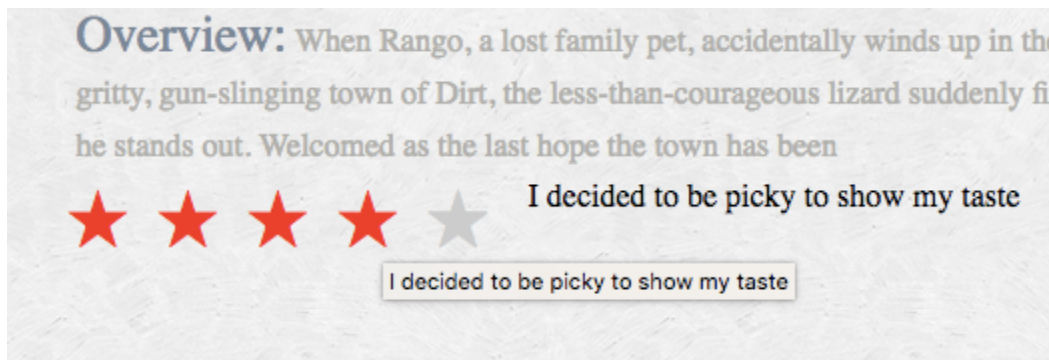 Overview: When Rango, a lost family pet, accidentally winds up in the
gritty, gun-slinging town of Dirt, the less-than-courageous lizard suddenly fi
he stands out. Welcomed as the last hope the town has been
I decided to be picky to show my taste
I decided to be picky to show my taste